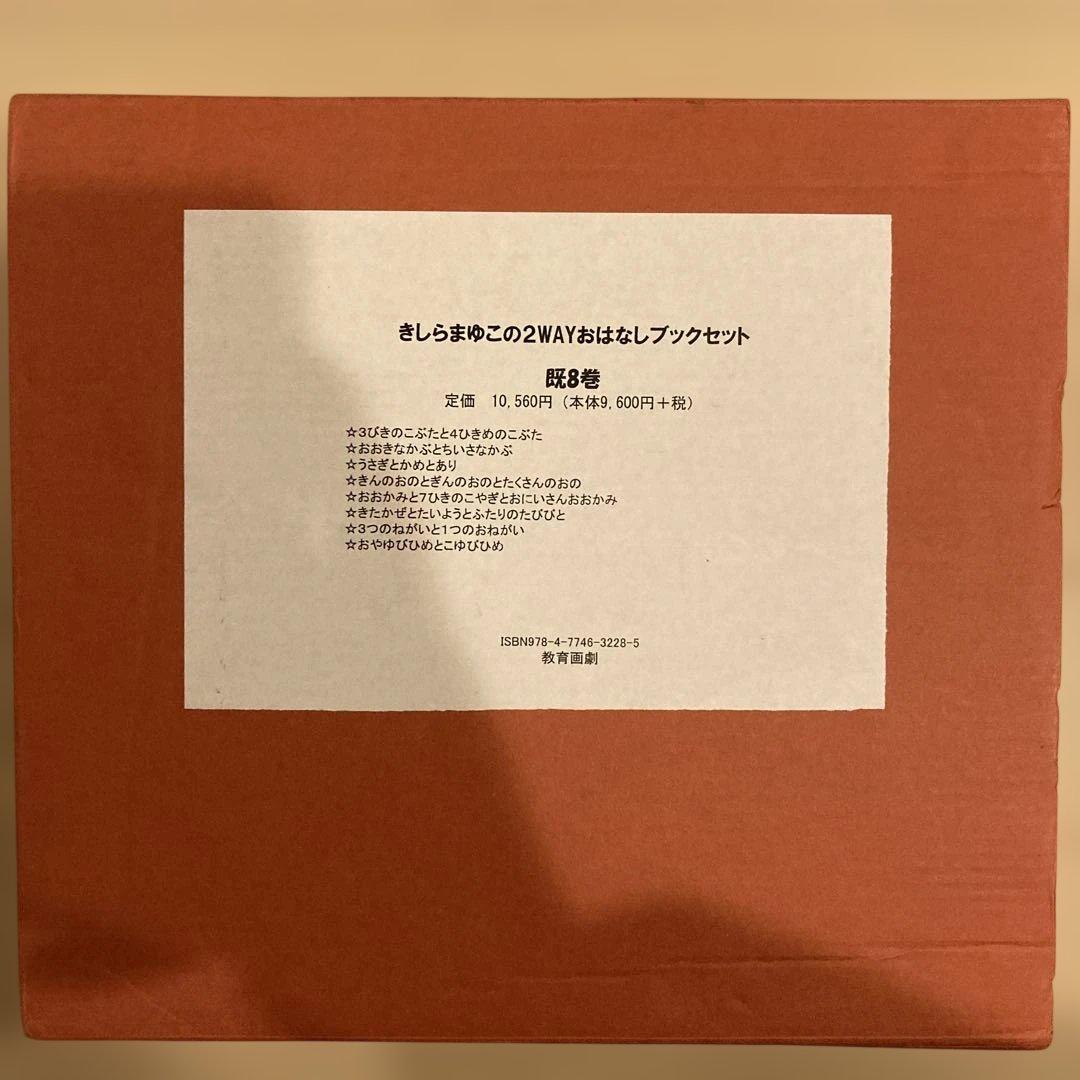 きしらまゆこの2WAYおはなしブックセット
既8巻
定価　10,560円（本体9,600円＋税）
☆3びきのこぶたと4ひきめのこぶた
☆おおきなかぶとちいさなかぶ
☆うさぎとかめとあり
☆きんのおのとぎんのおのとたくさんのおの
☆おおかみと7ひきのこやぎとおにいさんおおかみ
☆きたかぜとたいようとふたりのたびびと
☆3つのねがいと1つのおねがい
☆おやゆびひめとこゆびひめ
ISBN978-4-7746-3228-5
教育画劇